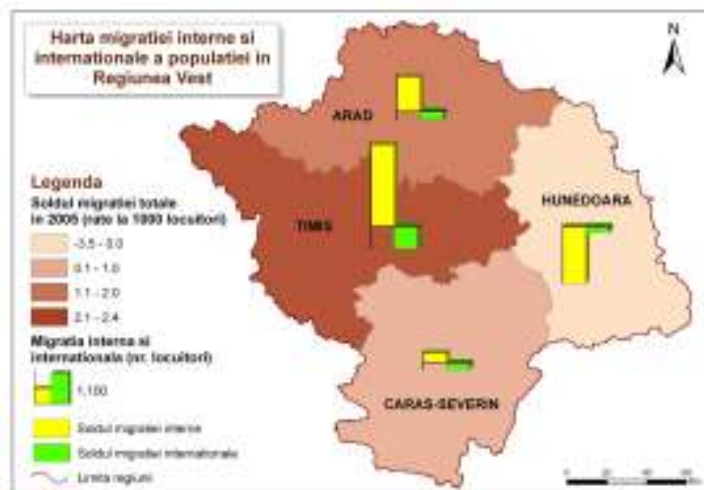 Harta migratiei interne si
internationale a populatiei in
Regiunea Vest
N
ARAD
TIMIS
HUNEDOARA
CARAS-SEVERIN
Legenda
Soldul migratiei totale
in 2005 (rate la 1000 locuitori)
-3.5 - 0.0
0.1 - 1.0
1.1 - 2.0
2.1 - 2.4
Migratia interna si
internationala (nr. locuitori)
1,100
Soldul migratiei interne
Soldul migratiei internationale
Limita regiunii
0